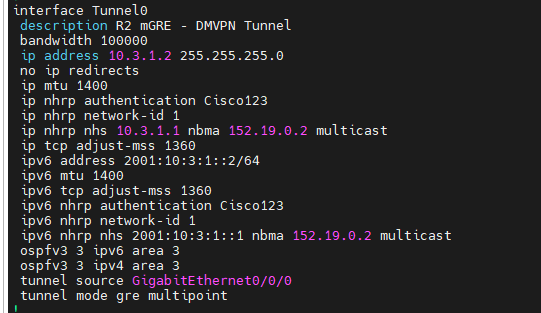 interface Tunnel0
description R2 mGRE - DMVPN Tunnel
bandwidth 100000
ip address 10.3.1.2 255.255.255.0
no ip redirects
ip mtu 1400
ip nhrp authentication Cisco123
ip nhrp network-id 1
ip nhrp nhs 10.3.1.1 nbma 152.19.0.2 multicast
ip tcp adjust-mss 1360
ipv6 address 2001:10:3:1::2/64
ipv6 mtu 1400
ipv6 tcp adjust-mss 1360
ipv6 nhrp authentication Cisco123
ipv6 nhrp network-id 1
ipv6 nhrp nhs 2001:10:3:1::1 nbma 152.19.0.2 multicast
ospfv3 3 ipv6 area 3
ospfv3 3 ipv4 area 3
tunnel source GigabitEthernet0/0/0
tunnel mode gre multipoint
!